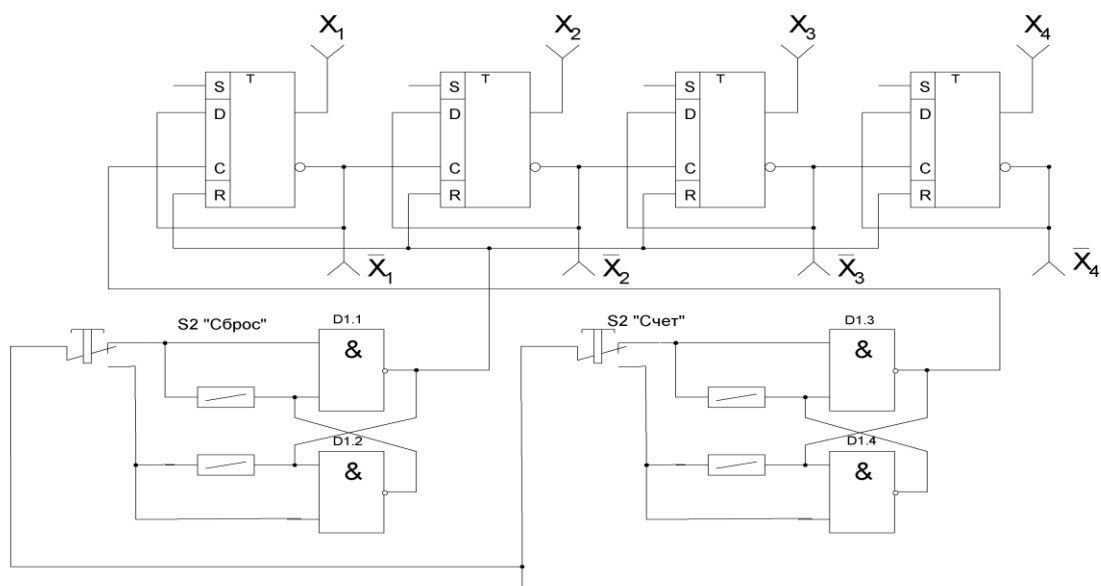 X1 X2 X3 X4
S T S T S T S T
D D D D
C C C C
R R R R
X̅1 X̅2 X̅3 X̅4
S2 "Сброс" D1.1 S2 "Счет" D1.3
& &
D1.2 D1.4
& &